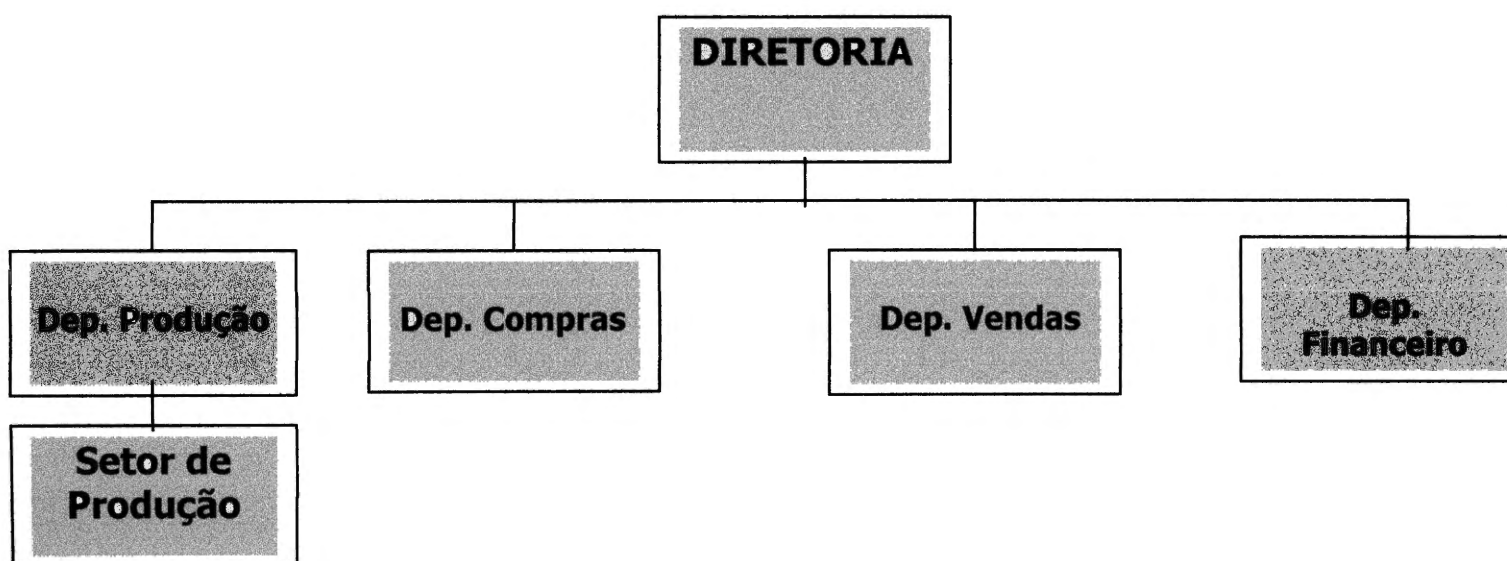 DIRETORIA
Dep. Produção
Dep. Compras
Dep. Vendas
Dep.
Financeiro
Setor de
Produção